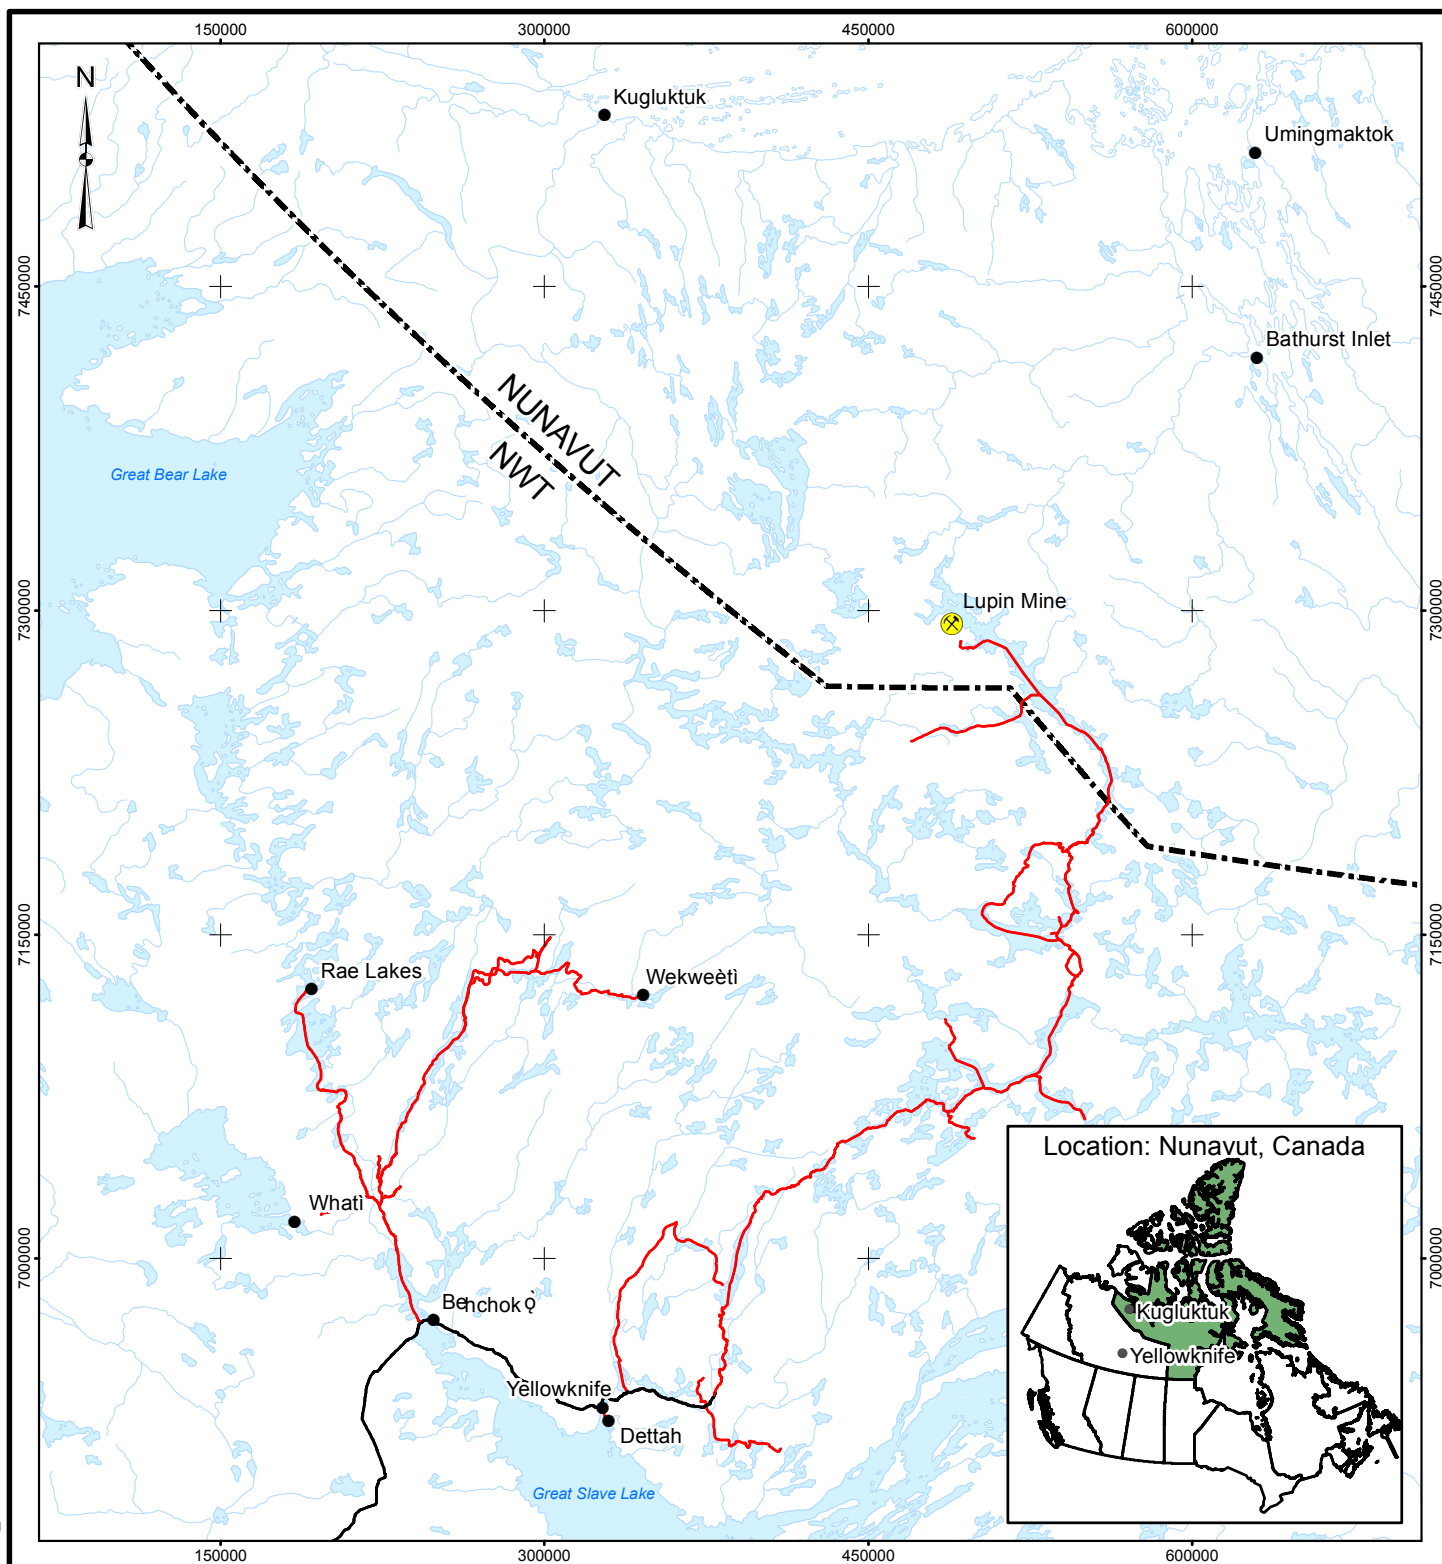 150000
300000
450000
600000
N
Kugluktuk
Umingmaktok
7450000
7450000
Bathurst Inlet
NUNAVUT
NWT
Great Bear Lake
7300000
7300000
Lupin Mine
7150000
7150000
Rae Lakes
Wekweètì
Location: Nunavut, Canada
Whatì
7000000
7000000
Behchokǫ̀
Kugluktuk
Yellowknife
Yellowknife
Dettah
Great Slave Lake
150000
300000
450000
600000